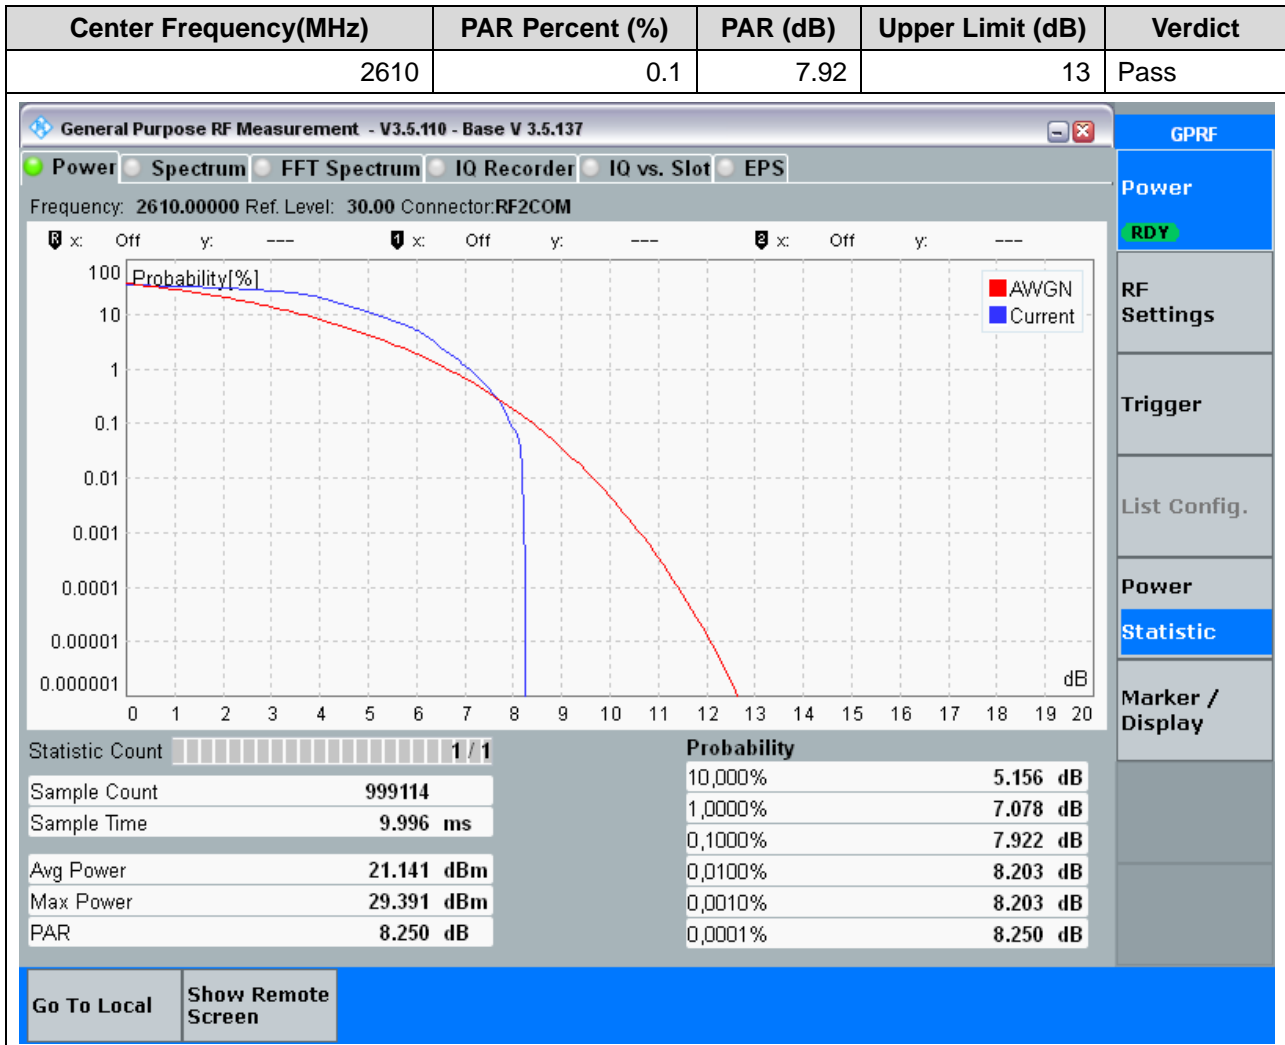 Center Frequency(MHz) PAR Percent (%) PAR (dB) Upper Limit (dB) Verdict
2610 0.1 7.92 13 Pass
General Purpose RF Measurement - V3.5.110 - Base V 3.5.137
GPRF
Power Spectrum FFT Spectrum IQ Recorder IQ vs. Slot EPS
Frequency: 2610.00000 Ref. Level: 30.00 Connector:RF2COM
R x: Off y: --- 1 x: Off y: --- 2 x: Off y: ---
Probability[%]
100
10
1
0.1
0.01
0.001
0.0001
0.00001
0.000001
AWGN
Current
dB
0 1 2 3 4 5 6 7 8 9 10 11 12 13 14 15 16 17 18 19 20
Statistic Count 1 / 1
Sample Count 999114
Sample Time 9.996 ms
Avg Power 21.141 dBm
Max Power 29.391 dBm
PAR 8.250 dB
Probability
10,000% 5.156 dB
1,0000% 7.078 dB
0,1000% 7.922 dB
0,0100% 8.203 dB
0,0010% 8.203 dB
0,0001% 8.250 dB
Power
RDY
RF
Settings
Trigger
List Config.
Power
Statistic
Marker /
Display
Go To Local
Show Remote
Screen